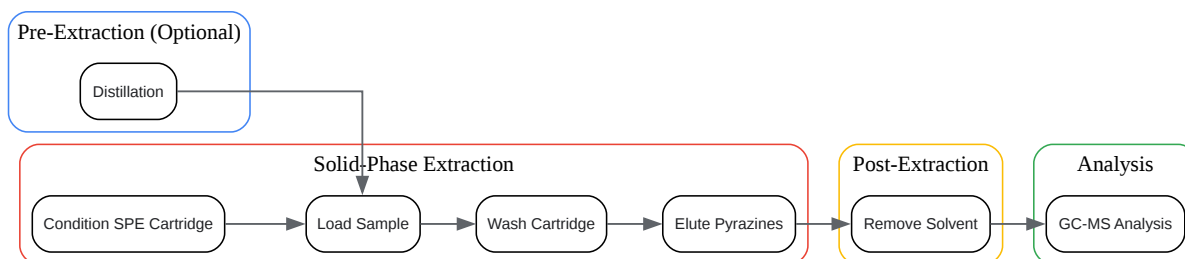 Pre-Extraction (Optional)
Distillation
Solid-Phase Extraction
Condition SPE Cartridge
Load Sample
Wash Cartridge
Elute Pyrazines
Post-Extraction
Remove Solvent
Analysis
GC-MS Analysis